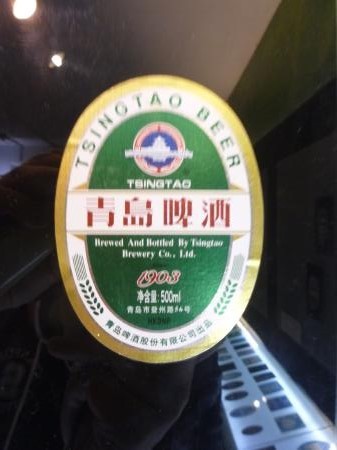 TSINGTAO BEER
TSINGTAO
青岛啤酒
Brewed And Bottled By Tsingtao
Brewery Co., Ltd.
1903
净含量:500ml
青岛市登州路56号
青岛啤酒股份有限公司出品